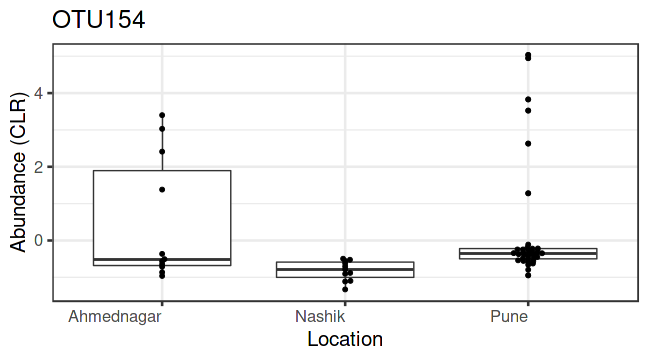 OTU154
Abundance (CLR)
4
2
0
Ahmednagar
Nashik
Pune
Location